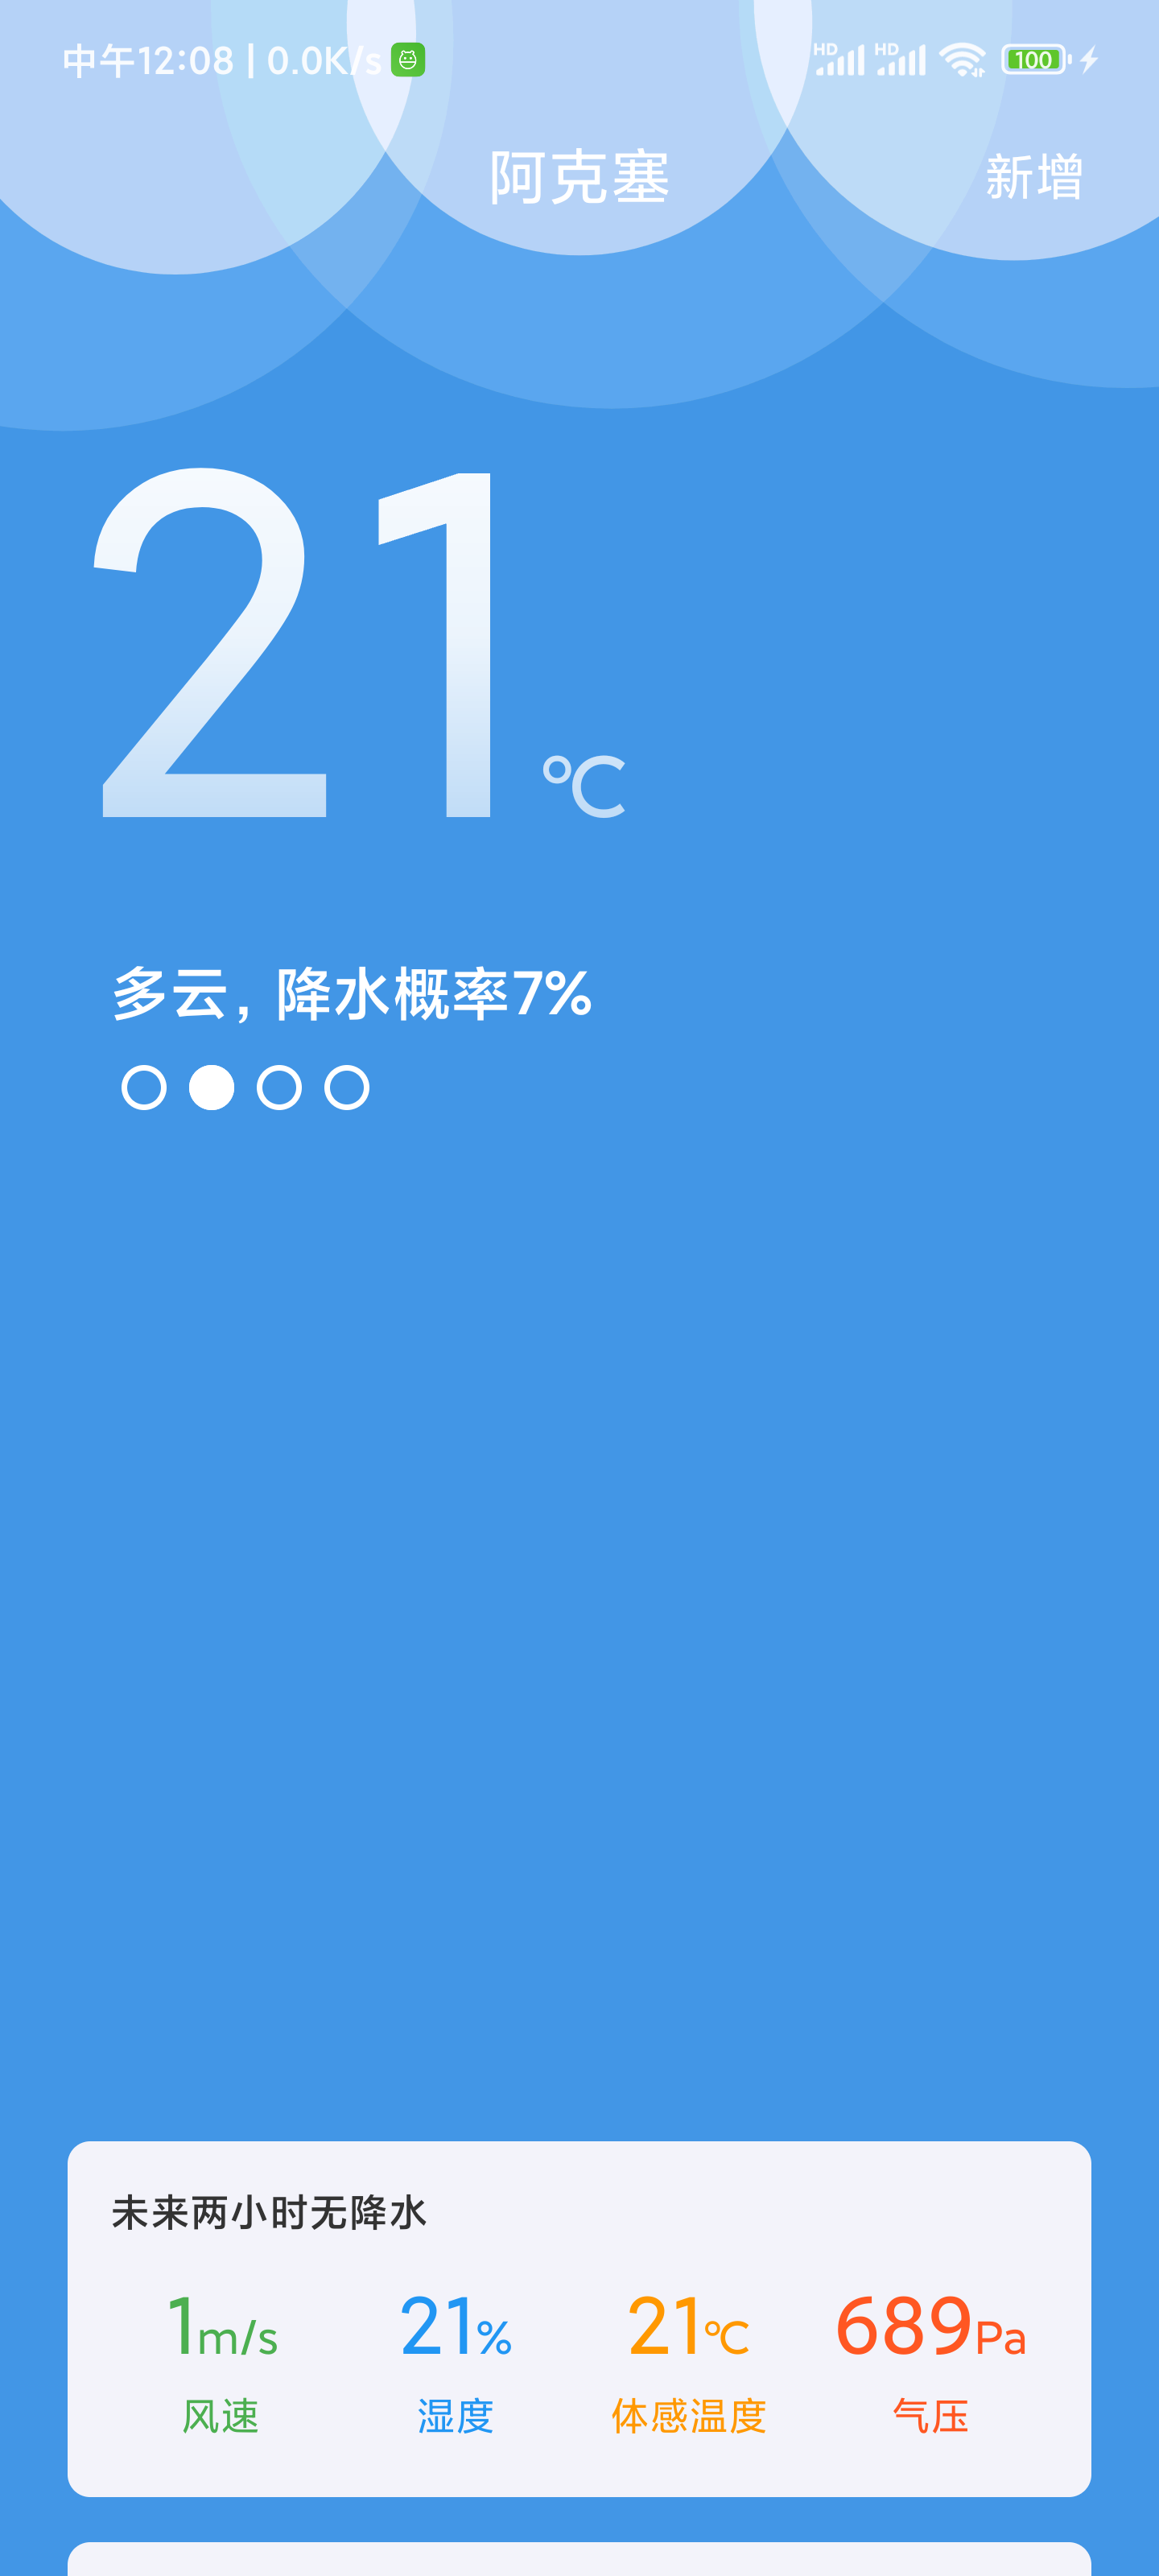 中午12:08 | 0.0K/s HD HD 100
阿克塞 新增
21℃
多云, 降水概率7%
未来两小时无降水
1m/s 21% 21℃ 689Pa
风速 湿度 体感温度 气压